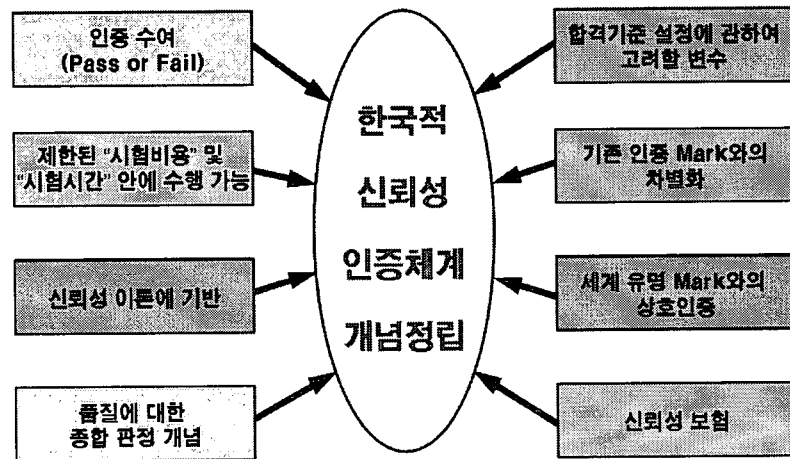 인증 수여
(Pass or Fail)
제한된 “시험비용” 및
“시험시간” 안에 수행 가능
신뢰성 이론에 기반
품질에 대한
종합 판정 개념
한국적
신뢰성
인증체계
개념정립
합격기준 설정에 관하여
고려할 변수
기존 인증 Mark와의
차별화
세계 유명 Mark와의
상호인증
신뢰성 보험